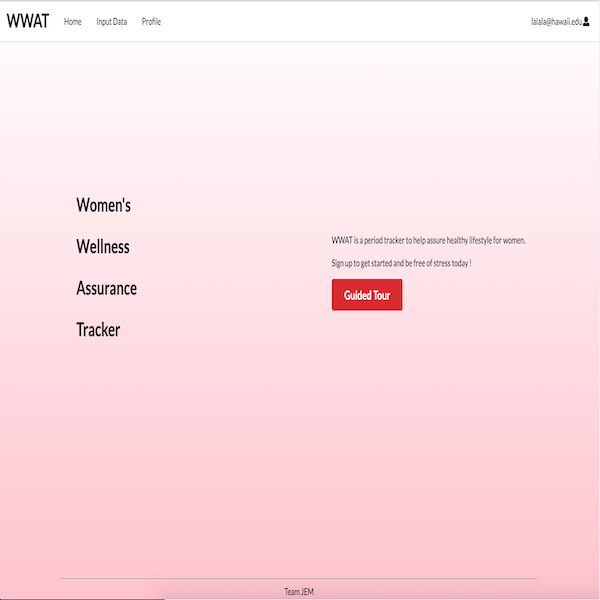 WWAT Home Input Data Profile lalala@hawaii.edu
Women's
Wellness
Assurance
Tracker
WWAT is a period tracker to help assure healthy lifestyle for women.
Sign up to get started and be free of stress today !
Guided Tour
Team JEM